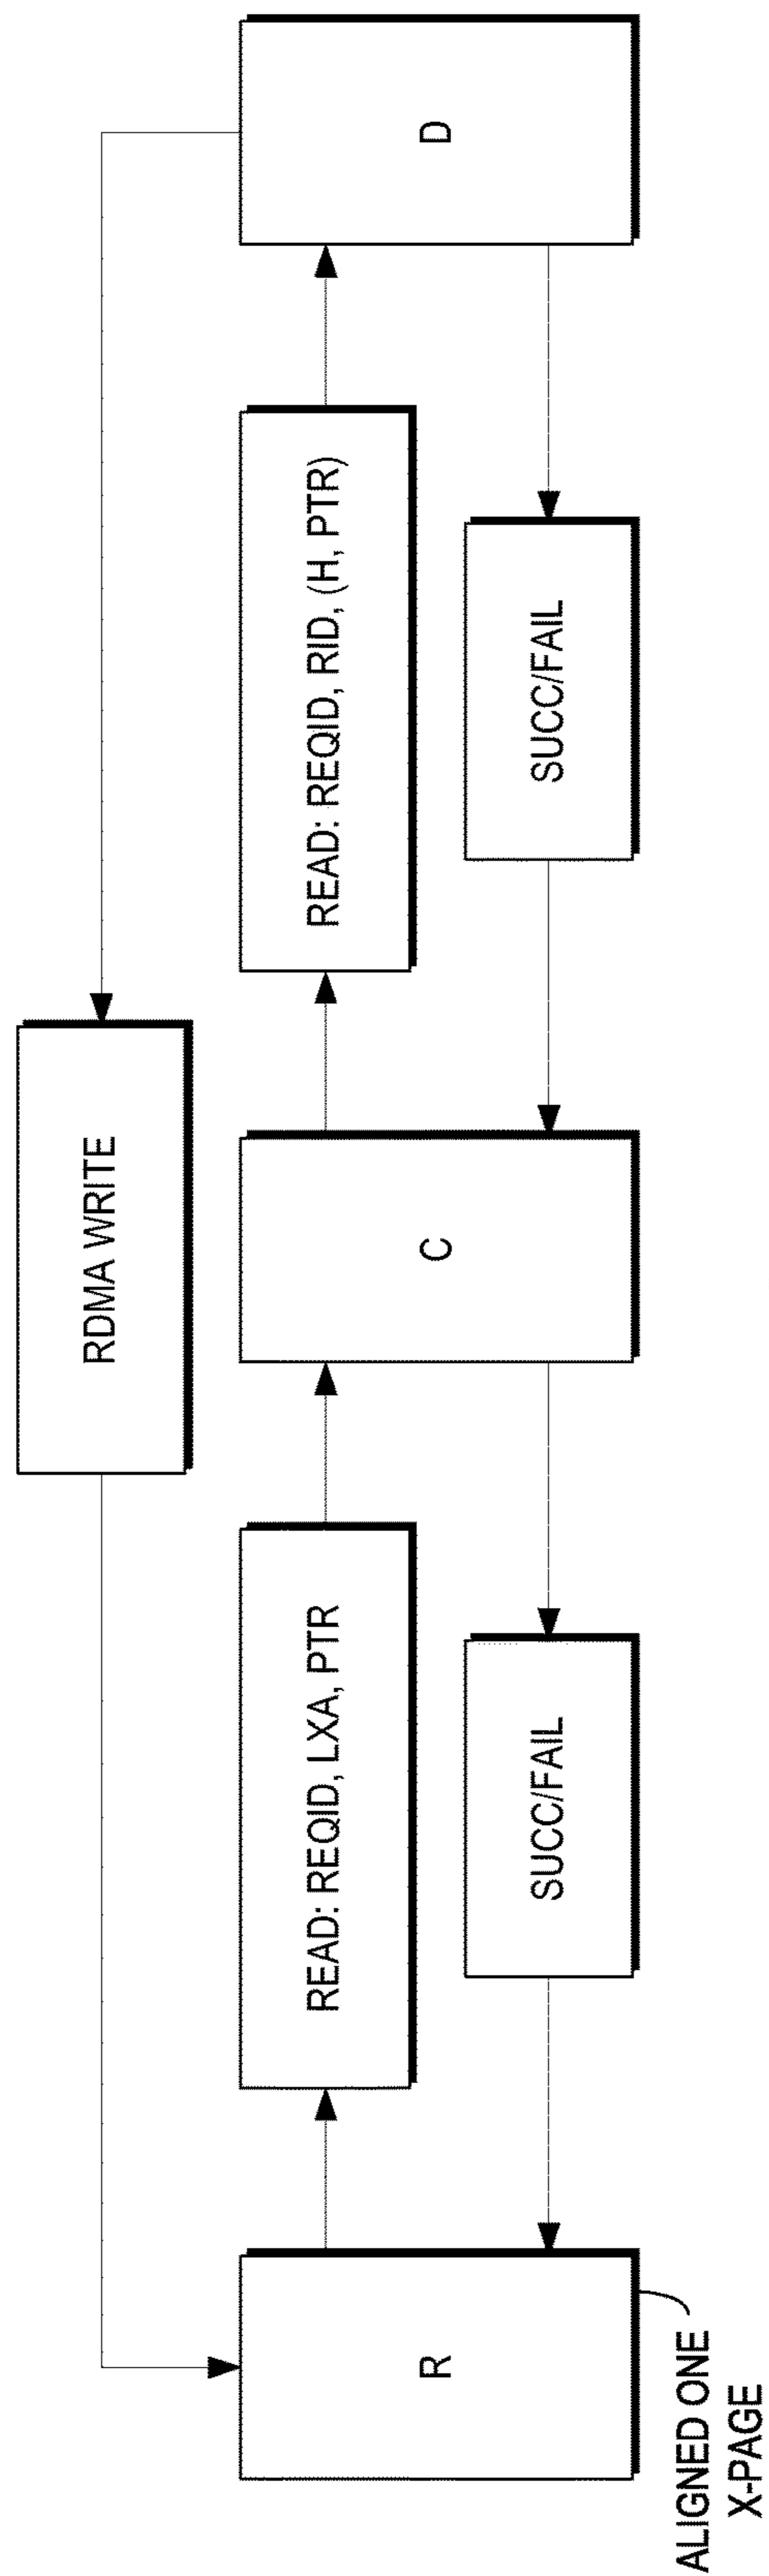 RDMA WRITE
R
READ: REQID, LXA, PTR
C
READ: REQID, RID, (H, PTR)
D
SUCC/FAIL
SUCC/FAIL
ALIGNED ONE
X-PAGE